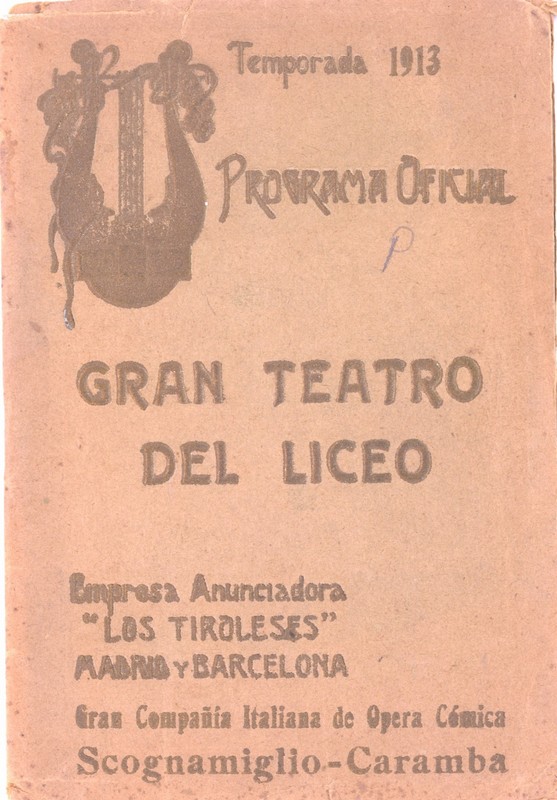 Temporada 1913
PROGRAMA OFICIAL
P
GRAN TEATRO
DEL LICEO
Empresa Anunciadora
"LOS TIROLESES"
MADRID Y BARCELONA
Gran Compañía Italiana de Opera Cómica
Scognamiglio-Caramba